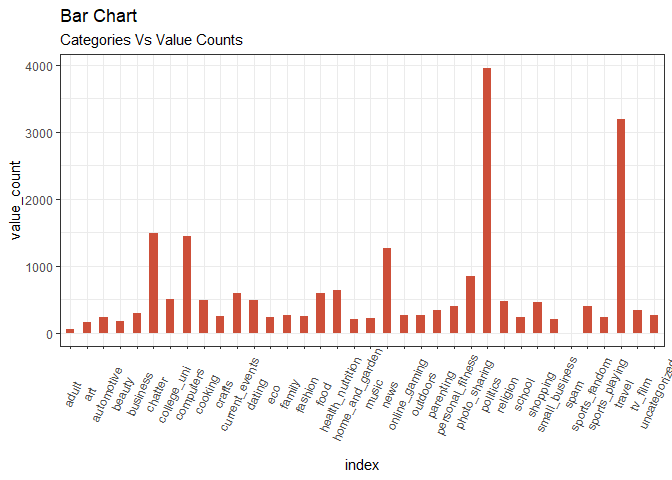 Bar Chart
Categories Vs Value Counts
4000
3000
2000
1000
0
value_count
adult
art
automotive
beauty
business
chatter
college_uni
computers
cooking
crafts
current_events
dating
eco
family
fashion
food
health_nutrition
home_and_garden
music
news
online_gaming
outdoors
parenting
personal_fitness
photo_sharing
politics
religion
school
shopping
small_business
spam
sports_fandom
sports_playing
travel
tv_film
uncategorized
index